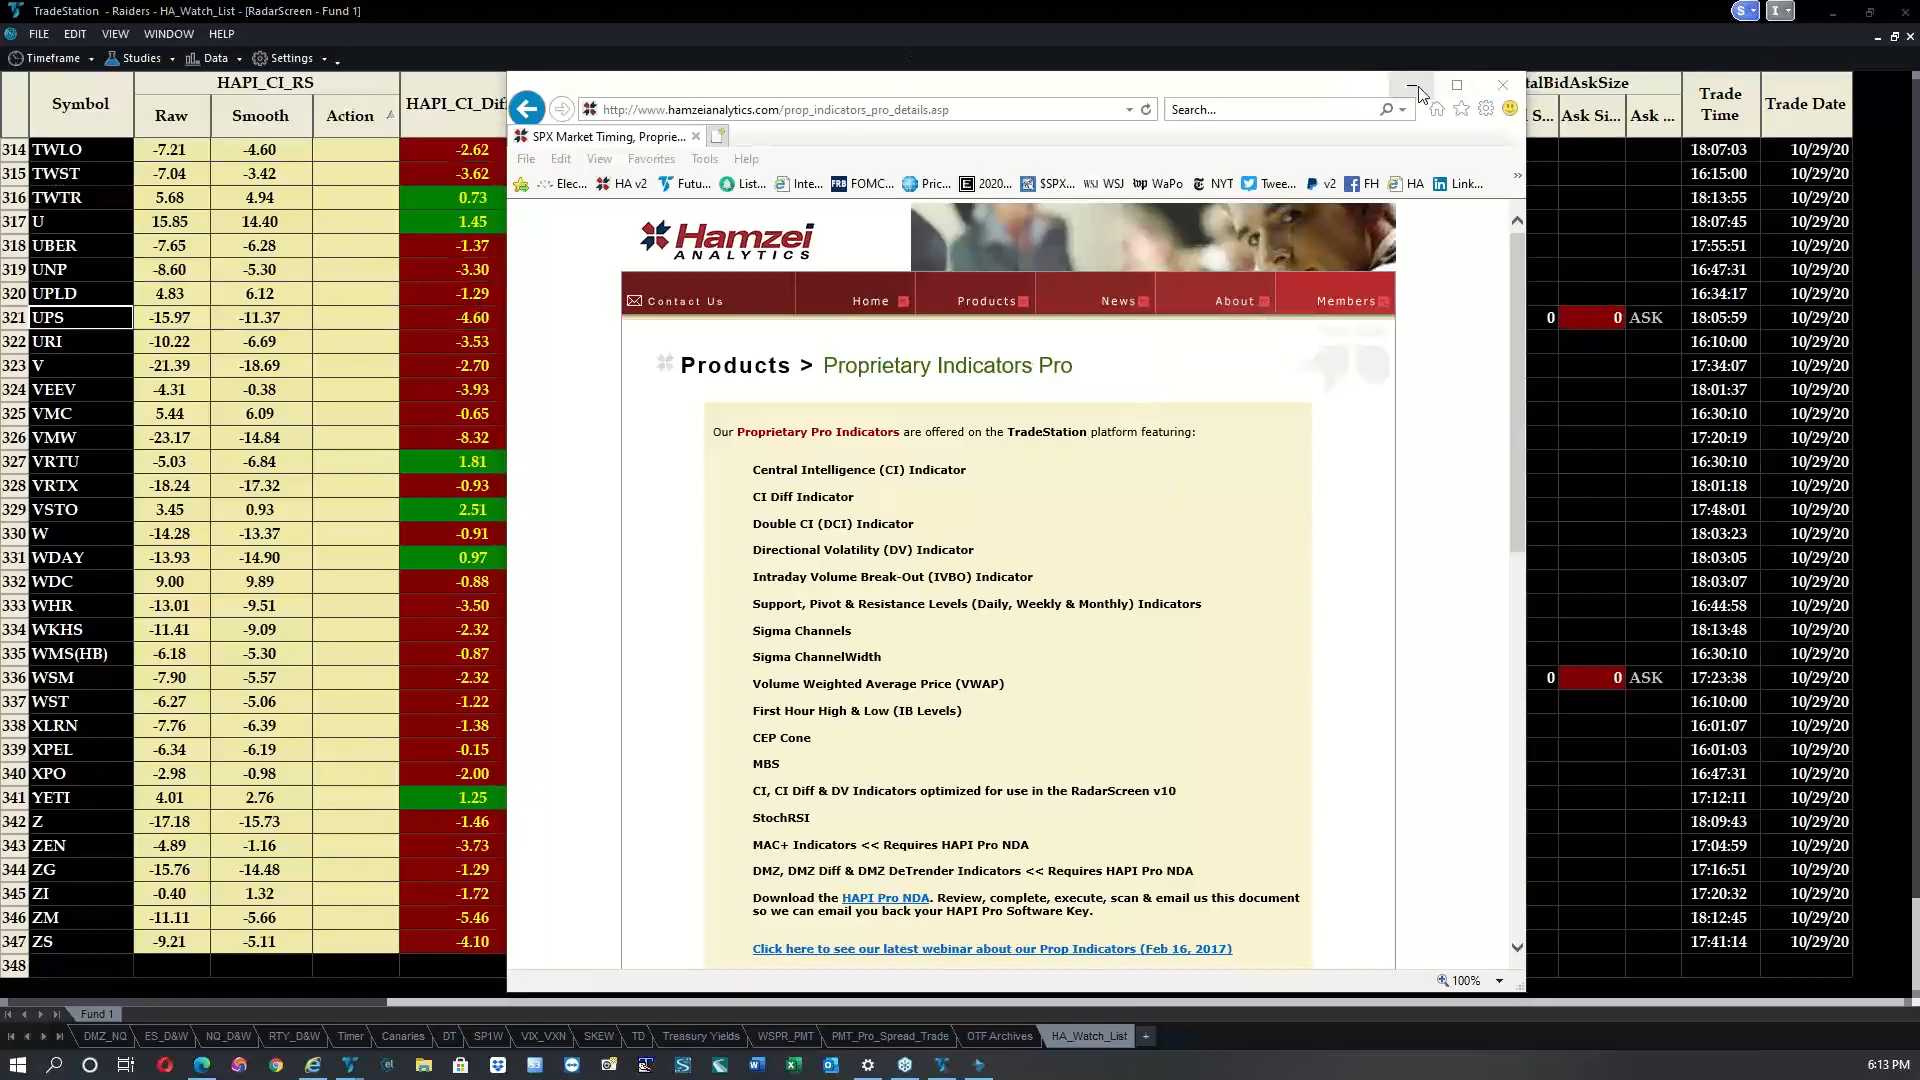 TradeStation - Raiders - HA_Watch_List - [RadarScreen - Fund 1]
S
I
FILE EDIT VIEW WINDOW HELP
Timeframe Studies Data Settings
HAPI_CI_RS
Symbol Raw Smooth Action HAPI_CI_Dif
314 TWLO -7.21 -4.60 -2.62
315 TWST -7.04 -3.42 -3.62
316 TWTR 5.68 4.94 0.73
317 U 15.85 14.40 1.45
318 UBER -7.65 -6.28 -1.37
319 UNP -8.60 -5.30 -3.30
320 UPLD 4.83 6.12 -1.29
321 UPS -15.97 -11.37 -4.60
322 URI -10.22 -6.69 -3.53
323 V -21.39 -18.69 -2.70
324 VEEV -4.31 -0.38 -3.93
325 VMC 5.44 6.09 -0.65
326 VMW -23.17 -14.84 -8.32
327 VRTU -5.03 -6.84 1.81
328 VRTX -18.24 -17.32 -0.93
329 VSTO 3.45 0.93 2.51
330 W -14.28 -13.37 -0.91
331 WDAY -13.93 -14.90 0.97
332 WDC 9.00 9.89 -0.88
333 WHR -13.01 -9.51 -3.50
334 WKHS -11.41 -9.09 -2.32
335 WMS(HB) -6.18 -5.30 -0.87
336 WSM -7.90 -5.57 -2.32
337 WST -6.27 -5.06 -1.22
338 XLRN -7.76 -6.39 -1.38
339 XPEL -6.34 -6.19 -0.15
340 XPO -2.98 -0.98 -2.00
341 YETI 4.01 2.76 1.25
342 Z -17.18 -15.73 -1.46
343 ZEN -4.89 -1.16 -3.73
344 ZG -15.76 -14.48 -1.29
345 ZI -0.40 1.32 -1.72
346 ZM -11.11 -5.66 -5.46
347 ZS -9.21 -5.11 -4.10
348
http://www.hamzeianalytics.com/prop_indicators_pro_details.asp
Search...
SPX Market Timing, Proprie...
File Edit View Favorites Tools Help
Elec... HA v2 Futu... List... Inte... FRB FOMC... Pric... 2020... $SPX... WSJ WSJ wp WaPo NYT Twee... v2 FH HA Link...
Hamzei
ANALYTICS
Contact Us Home Products News About Members
Products > Proprietary Indicators Pro
Our Proprietary Pro Indicators are offered on the TradeStation platform featuring:
Central Intelligence (CI) Indicator
CI Diff Indicator
Double CI (DCI) Indicator
Directional Volatility (DV) Indicator
Intraday Volume Break-Out (IVBO) Indicator
Support, Pivot & Resistance Levels (Daily, Weekly & Monthly) Indicators
Sigma Channels
Sigma ChannelWidth
Volume Weighted Average Price (VWAP)
First Hour High & Low (IB Levels)
CEP Cone
MBS
CI, CI Diff & DV Indicators optimized for use in the RadarScreen v10
StochRSI
MAC+ Indicators << Requires HAPI Pro NDA
DMZ, DMZ Diff & DMZ DeTrender Indicators << Requires HAPI Pro NDA
Download the HAPI Pro NDA. Review, complete, execute, scan & email us this document
so we can email you back your HAPI Pro Software Key.
Click here to see our latest webinar about our Prop Indicators (Feb 16, 2017)
100%
talBidAskSize
S... Ask Si... Ask ... Trade Time Trade Date
18:07:03 10/29/20
16:15:00 10/29/20
18:13:55 10/29/20
18:07:45 10/29/20
17:55:51 10/29/20
16:47:31 10/29/20
16:34:17 10/29/20
0 0 ASK 18:05:59 10/29/20
16:10:00 10/29/20
17:34:07 10/29/20
18:01:37 10/29/20
16:30:10 10/29/20
17:20:19 10/29/20
16:30:10 10/29/20
18:01:18 10/29/20
17:48:01 10/29/20
18:03:23 10/29/20
18:03:05 10/29/20
18:03:07 10/29/20
16:44:58 10/29/20
18:13:48 10/29/20
16:30:10 10/29/20
0 0 ASK 17:23:38 10/29/20
16:10:00 10/29/20
16:01:07 10/29/20
16:01:03 10/29/20
16:47:31 10/29/20
17:12:11 10/29/20
18:09:43 10/29/20
17:04:59 10/29/20
17:16:51 10/29/20
17:20:32 10/29/20
18:12:45 10/29/20
17:41:14 10/29/20
Fund 1
DMZ_NQ ES_D&W NQ_D&W RTY_D&W Timer Canaries DT SP1W VIX_VXN SKEW TD Treasury Yields WSPR_PMT PMT_Pro_Spread_Trade OTF Archives HA_Watch_List +
6:13 PM